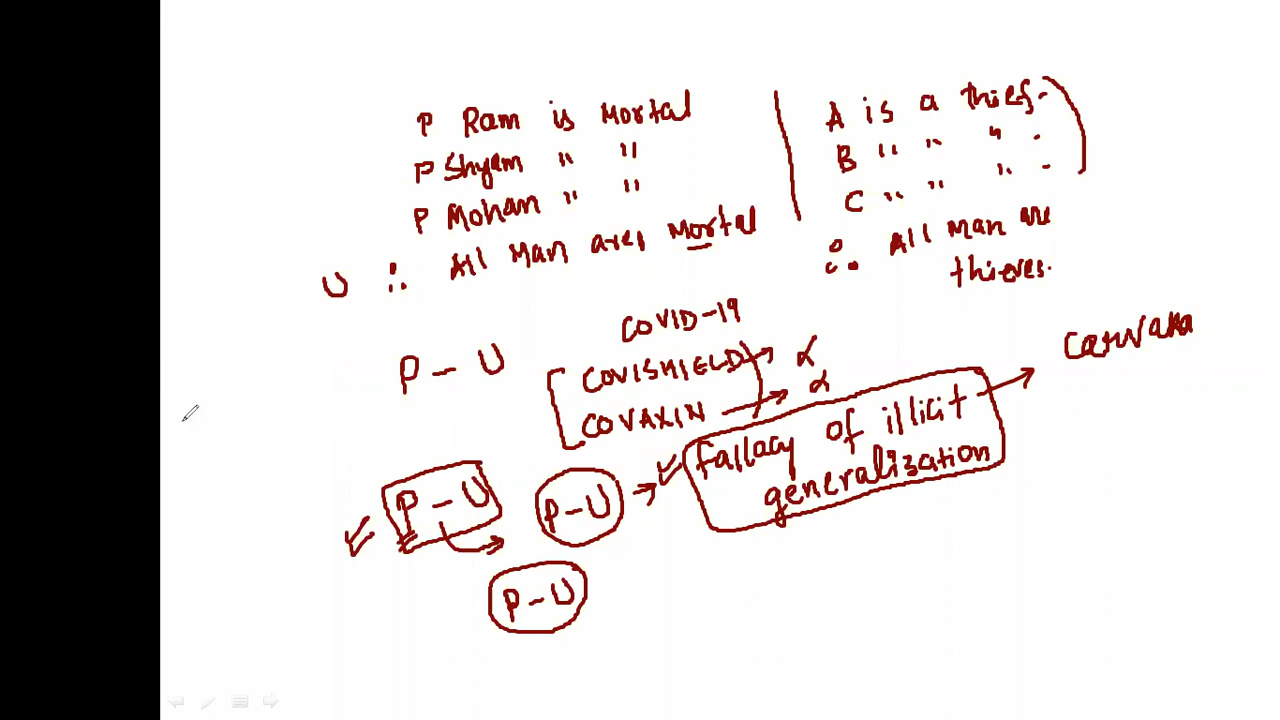 P Ram is Mortal
P Shyam " "
P Mohan " "
U ∴ All Man are Mortal
A is a thief.
B " " " .
C " " " .
∴ All man are
thieves.
COVID-19
P - U
COVISHIELD → α
COVAXIN → α
carvaka
P - U
P - U → fallacy of illicit
generalization
P - U